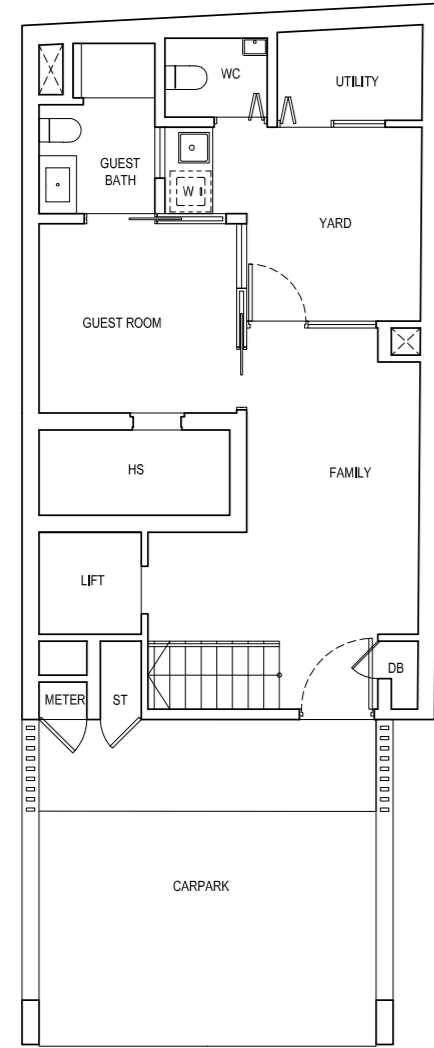 WC
UTILITY
GUEST
BATH
W
YARD
GUEST ROOM
HS
FAMILY
LIFT
METER
ST
DB
CARPARK